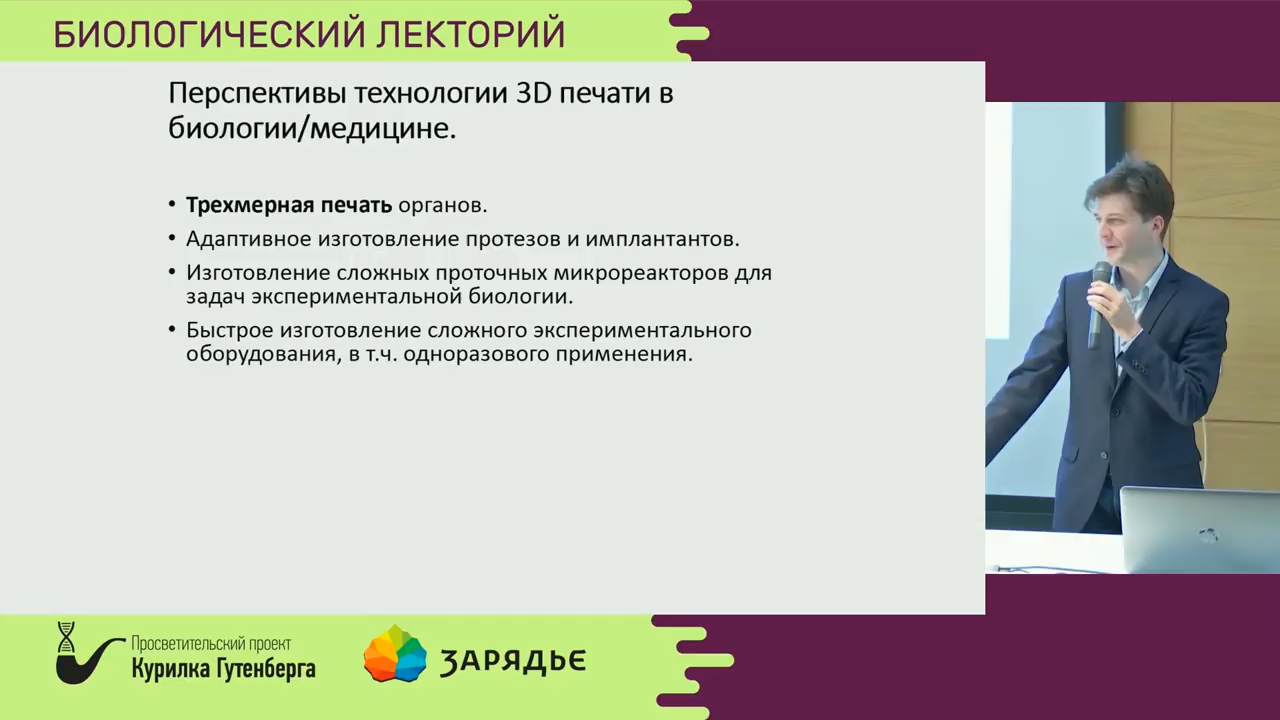 БИОЛОГИЧЕСКИЙ ЛЕКТОРИЙ
Перспективы технологии 3D печати в
биологии/медицине.
• Трехмерная печать органов.
• Адаптивное изготовление протезов и имплантантов.
• Изготовление сложных проточных микрореакторов для
задач экспериментальной биологии.
• Быстрое изготовление сложного экспериментального
оборудования, в т.ч. одноразового применения.
Просветительский проект
Курилка Гутенберга
ЗАРЯДЬЕ